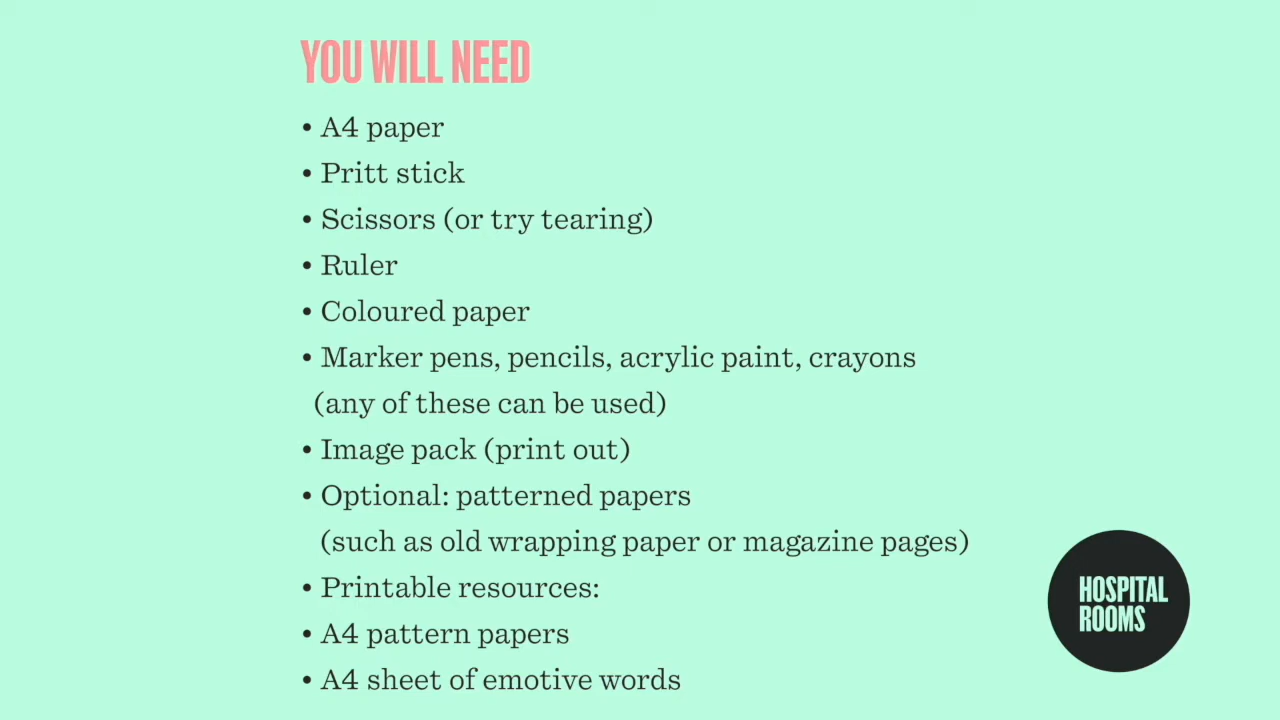 YOU WILL NEED
• A4 paper
• Pritt stick
• Scissors (or try tearing)
• Ruler
• Coloured paper
• Marker pens, pencils, acrylic paint, crayons
(any of these can be used)
• Image pack (print out)
• Optional: patterned papers
(such as old wrapping paper or magazine pages)
• Printable resources:
• A4 pattern papers
• A4 sheet of emotive words
HOSPITAL
ROOMS